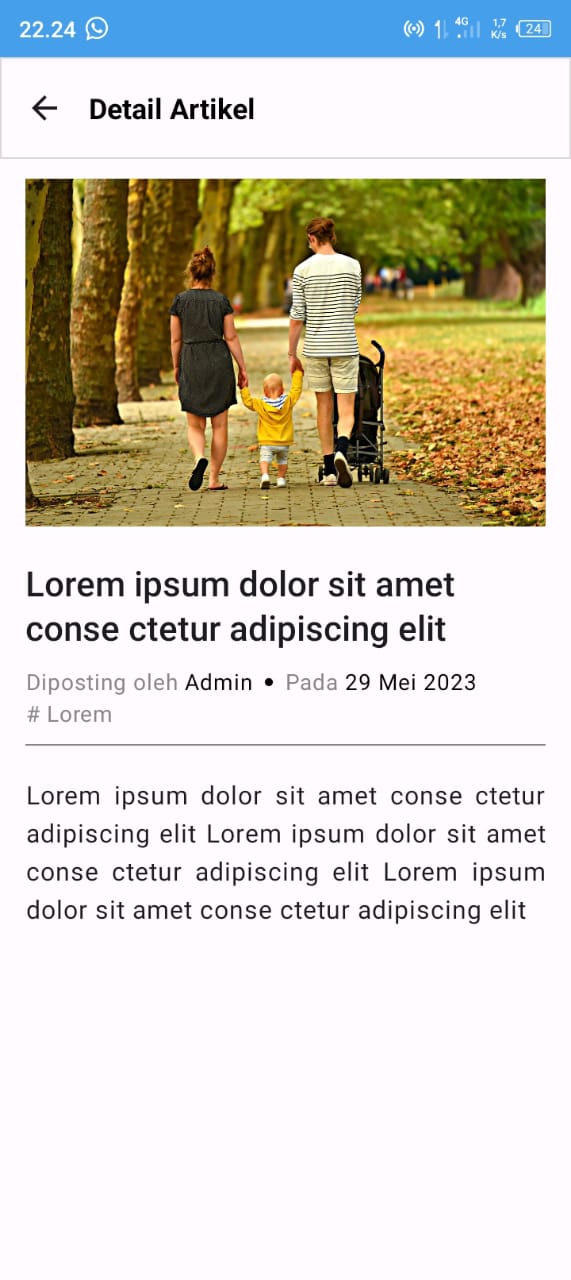 22.24
4G 1,7 K/s 24
Detail Artikel
Lorem ipsum dolor sit amet
conse ctetur adipiscing elit
Diposting oleh Admin • Pada 29 Mei 2023
# Lorem
Lorem ipsum dolor sit amet conse ctetur
adipiscing elit Lorem ipsum dolor sit amet
conse ctetur adipiscing elit Lorem ipsum
dolor sit amet conse ctetur adipiscing elit